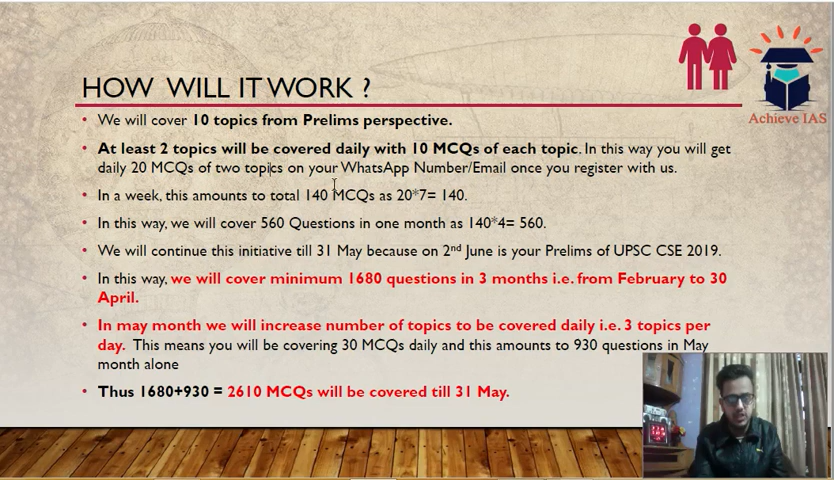 HOW WILL IT WORK ?
Achieve IAS
• We will cover 10 topics from Prelims perspective.
• At least 2 topics will be covered daily with 10 MCQs of each topic. In this way you will get
daily 20 MCQs of two topics on your WhatsApp Number/Email once you register with us.
• In a week, this amounts to total 140 MCQs as 20*7= 140.
• In this way, we will cover 560 Questions in one month as 140*4= 560.
• We will continue this initiative till 31 May because on 2nd June is your Prelims of UPSC CSE 2019.
• In this way, we will cover minimum 1680 questions in 3 months i.e. from February to 30
April.
• In may month we will increase number of topics to be covered daily i.e. 3 topics per
day. This means you will be covering 30 MCQs daily and this amounts to 930 questions in May
month alone
• Thus 1680+930 = 2610 MCQs will be covered till 31 May.